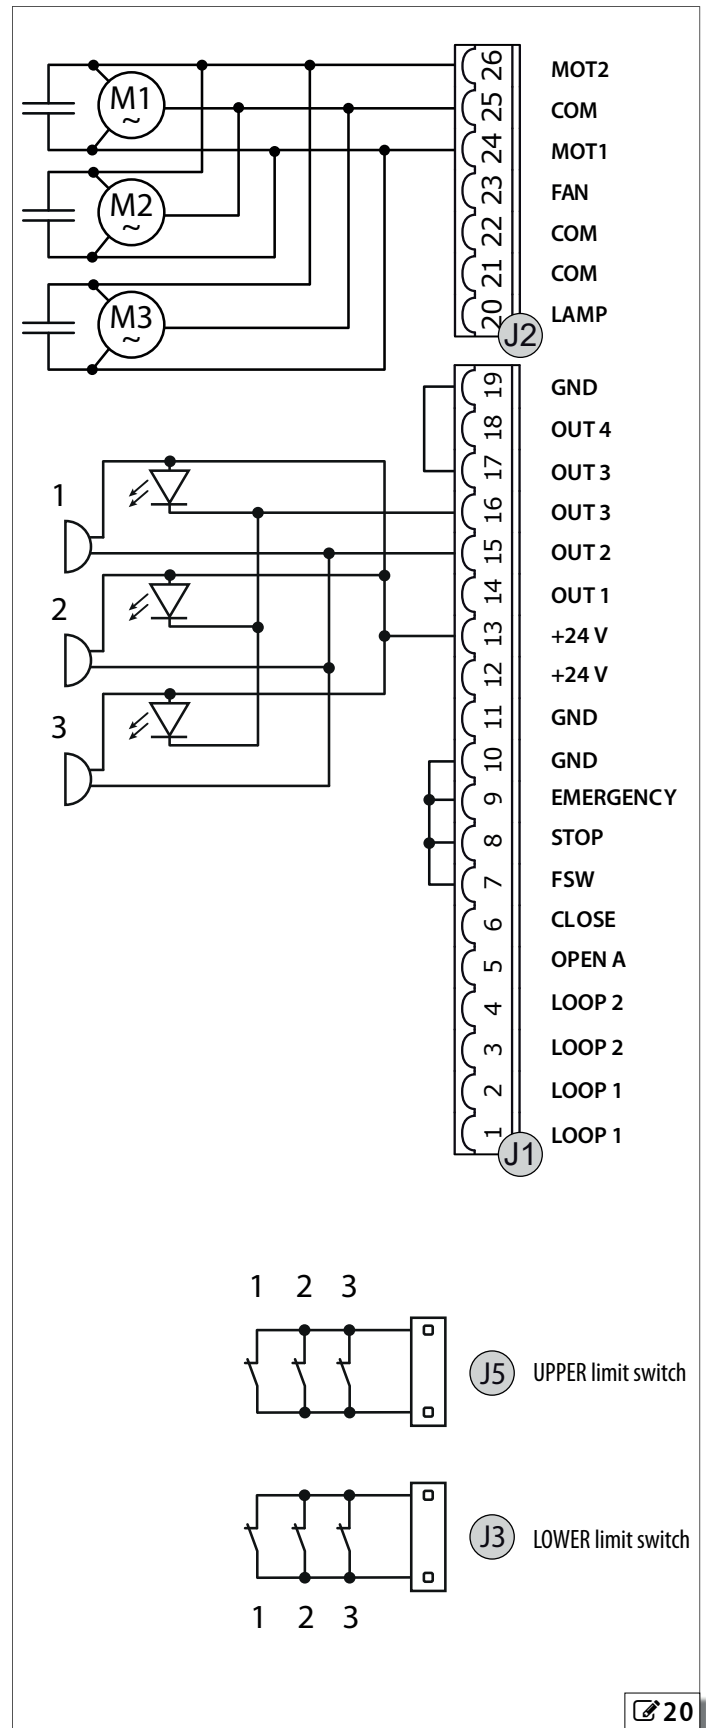 M1
~
M2
~
M3
~
26 MOT2
25 COM
24 MOT1
23 FAN
22 COM
21 COM
20 LAMP
J2
19 GND
18 OUT 4
17 OUT 3
16 OUT 3
15 OUT 2
14 OUT 1
13 +24 V
12 +24 V
11 GND
10 GND
9 EMERGENCY
8 STOP
7 FSW
6 CLOSE
5 OPEN A
4 LOOP 2
3 LOOP 2
2 LOOP 1
1 LOOP 1
J1
1
2
3
1 2 3
J5 UPPER limit switch
J3 LOWER limit switch
1 2 3
20